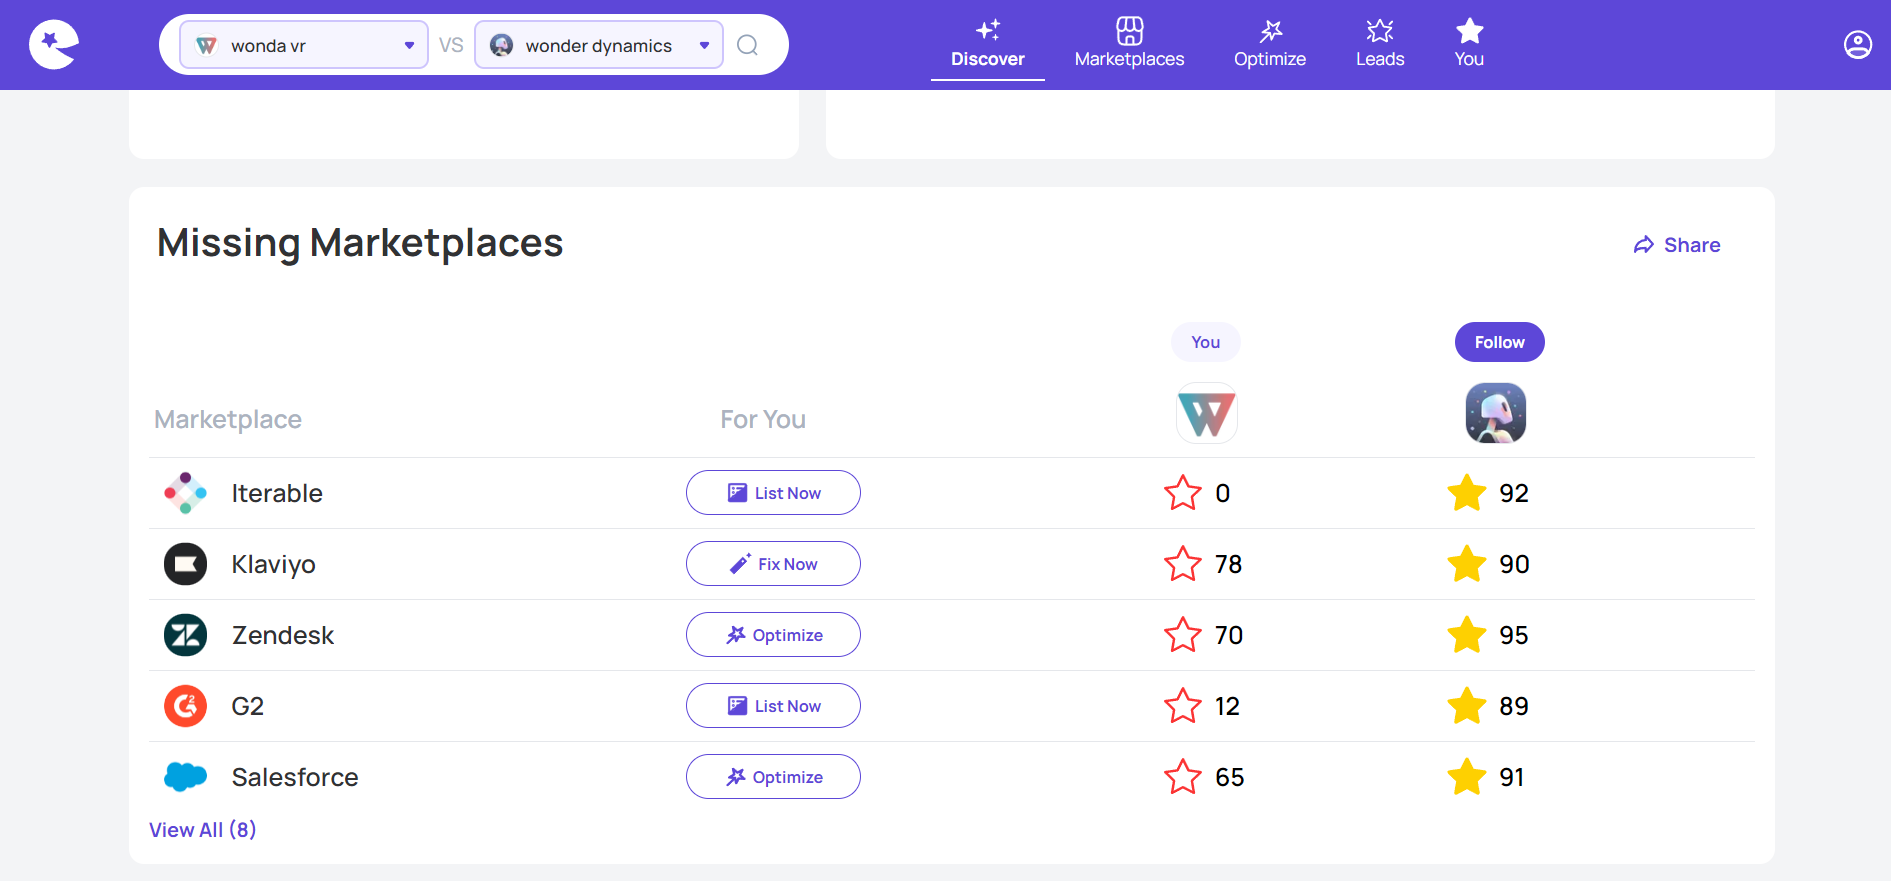 wonda vr VS wonder dynamics
Discover Marketplaces Optimize Leads You
Missing Marketplaces
Share
You Follow
Marketplace For You
Iterable List Now 0 92
Klaviyo Fix Now 78 90
Zendesk Optimize 70 95
G2 List Now 12 89
Salesforce Optimize 65 91
View All (8)